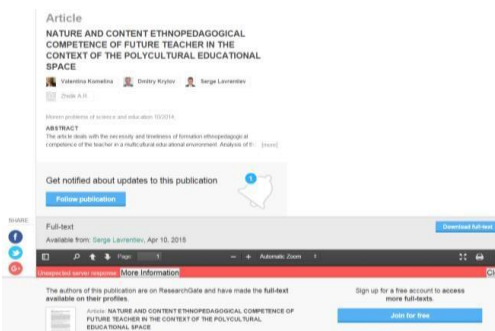 Article
NATURE AND CONTENT ETHNOPEDAGOGICAL
COMPETENCE OF FUTURE TEACHER IN THE
CONTEXT OF THE POLYCULTURAL EDUCATIONAL
SPACE
Valentina Komelina Dmitry Krylov Serge Lavrentiev
Modern problems of science and education 10/2014;
ABSTRACT
The article deals with the necessity and timeliness of formation ethnopedagogical
competence of the teacher in a multicultural educational environment. Analysis of [more]
Get notified about updates to this publication
1
Follow publication
SHARE
Full-text
Download full-text
Available from: Serge Lavrentiev, Apr 10, 2015
Page: 1 Automatic Zoom
Unexpected server response. More Information
The authors of this publication are on ResearchGate and have made the full-text
available on their profiles.
Sign up for a free account to access
more full-texts.
Article: NATURE AND CONTENT ETHNOPEDAGOGICAL COMPETENCE OF
FUTURE TEACHER IN THE CONTEXT OF THE POLYCULTURAL
EDUCATIONAL SPACE
Join for free